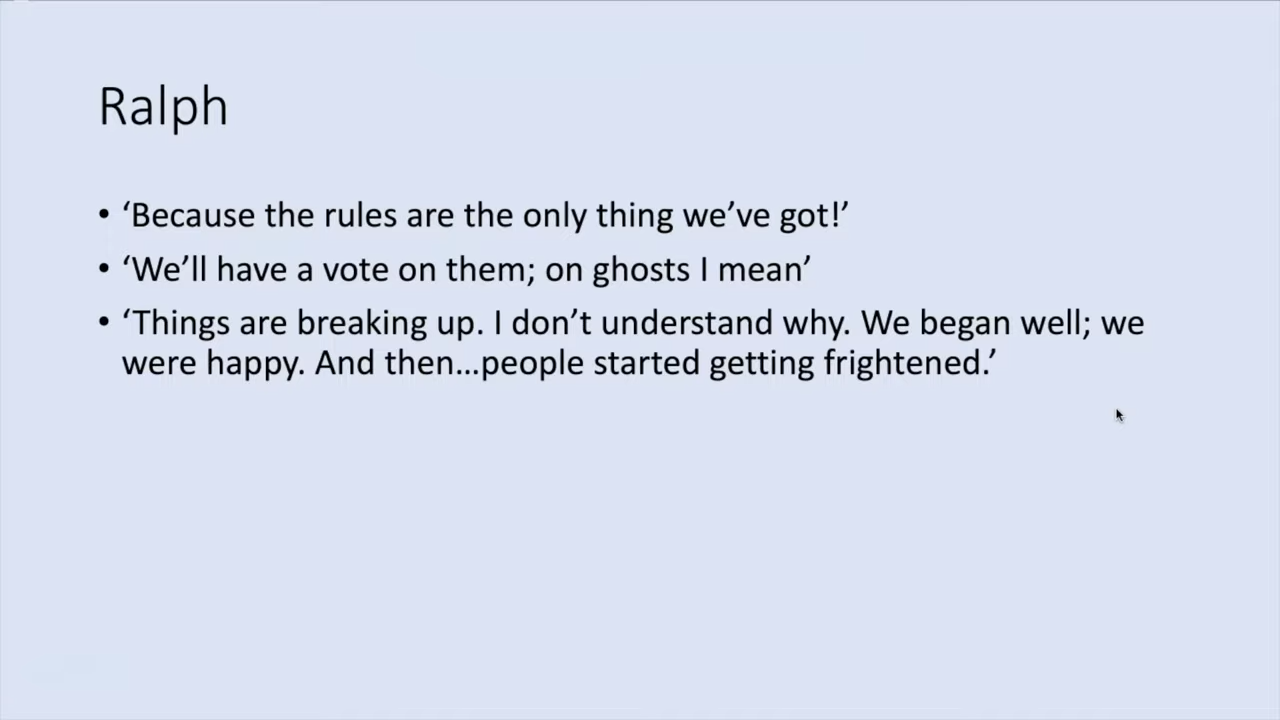 Ralph
• ‘Because the rules are the only thing we’ve got!’
• ‘We’ll have a vote on them; on ghosts I mean’
• ‘Things are breaking up. I don’t understand why. We began well; we
were happy. And then…people started getting frightened.’